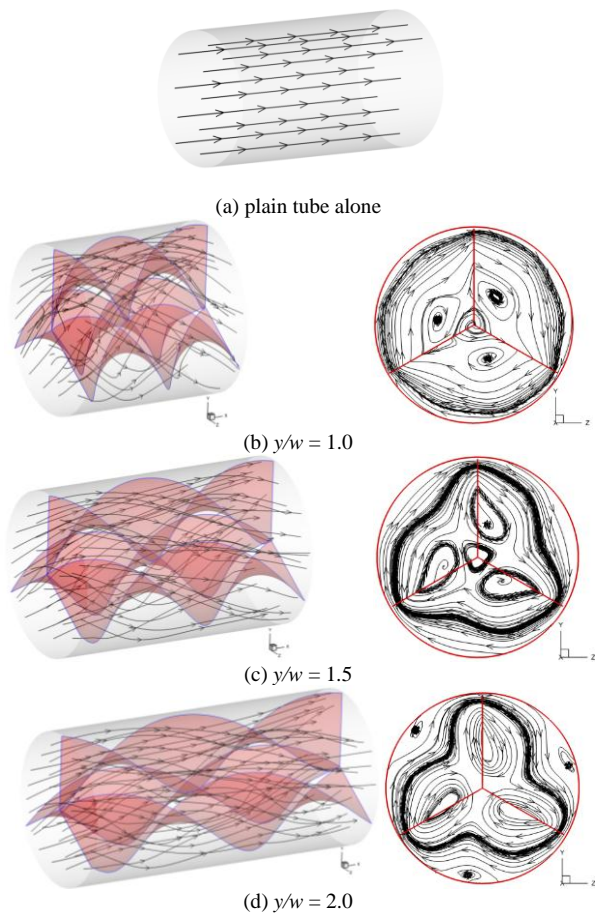 (a) plain tube alone
Y
X
Z
Y
X
Z
(b) y/w = 1.0
Y
X
Z
Y
X
Z
(c) y/w = 1.5
Y
X
Z
Y
X
Z
(d) y/w = 2.0